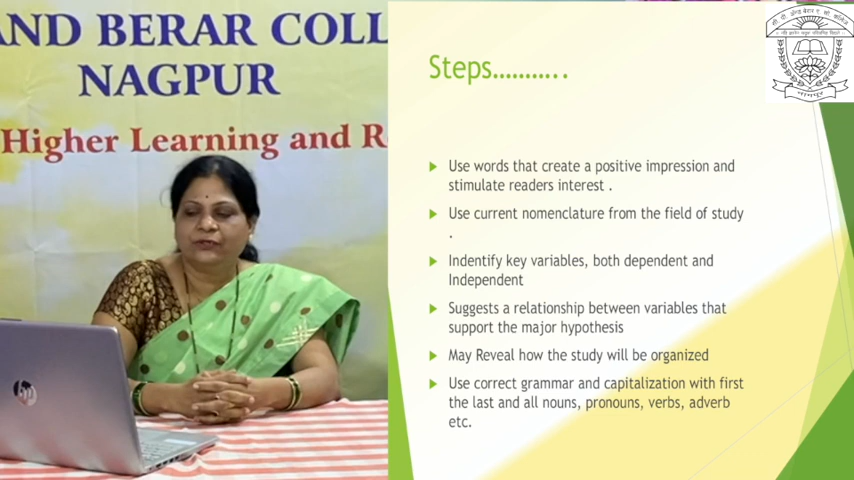 AND BERAR COLL
NAGPUR
Higher Learning and R
Steps...........
Use words that create a positive impression and
stimulate readers interest .
Use current nomenclature from the field of study
.
Indentify key variables, both dependent and
Independent
Suggests a relationship between variables that
support the major hypothesis
May Reveal how the study will be organized
Use correct grammar and capitalization with first
the last and all nouns, pronouns, verbs, adverb
etc.
hp
नागपूर